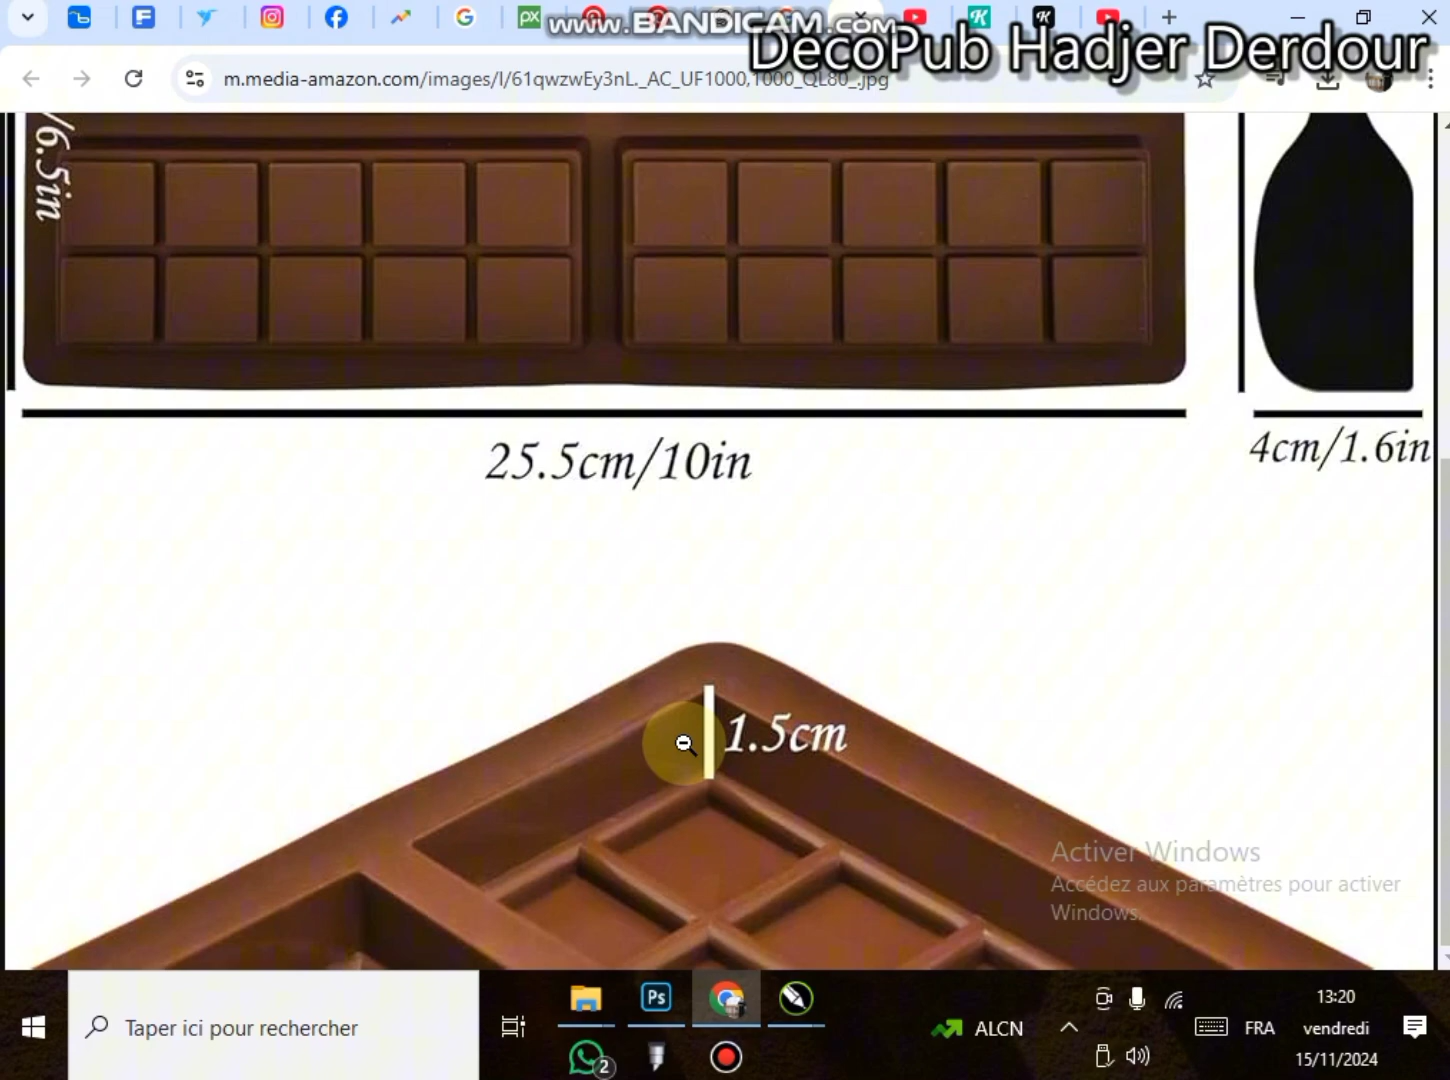 www.BANDICAM.com
DécoPub Hadjer Derdour
m.media-amazon.com/images/I/61qwzwEy3nL._AC_UF1000,1000_QL80_.jpg
/6.5in
25.5cm/10in
4cm/1.6in
1.5cm
Activer Windows
Accédez aux paramètres pour activer
Windows.
Taper ici pour rechercher
ALCN
FRA
13:20
vendredi
15/11/2024
2